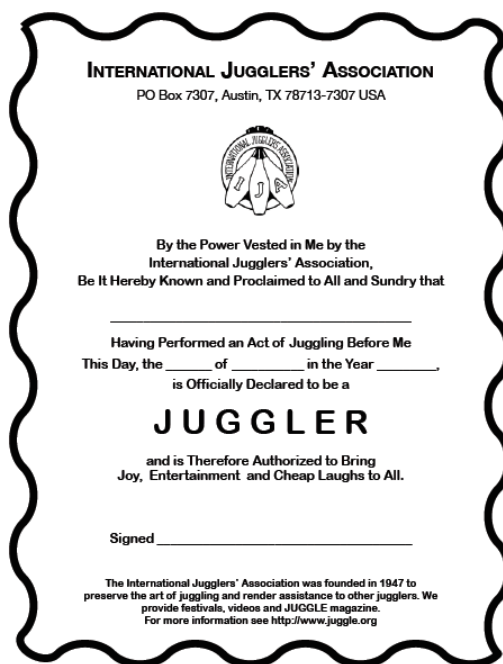 INTERNATIONAL JUGGLERS' ASSOCIATION
PO Box 7307, Austin, TX 78713-7307 USA
INTERNATIONAL JUGGLERS ASSOCIATION
I J A
By the Power Vested in Me by the
International Jugglers' Association,
Be It Hereby Known and Proclaimed to All and Sundry that
Having Performed an Act of Juggling Before Me
This Day, the ______ of __________ in the Year ________,
is Officially Declared to be a
JUGGLER
and is Therefore Authorized to Bring
Joy, Entertainment and Cheap Laughs to All.
Signed ___________________________________
The International Jugglers' Association was founded in 1947 to
preserve the art of juggling and render assistance to other jugglers. We
provide festivals, videos and JUGGLE magazine.
For more information see http://www.juggle.org